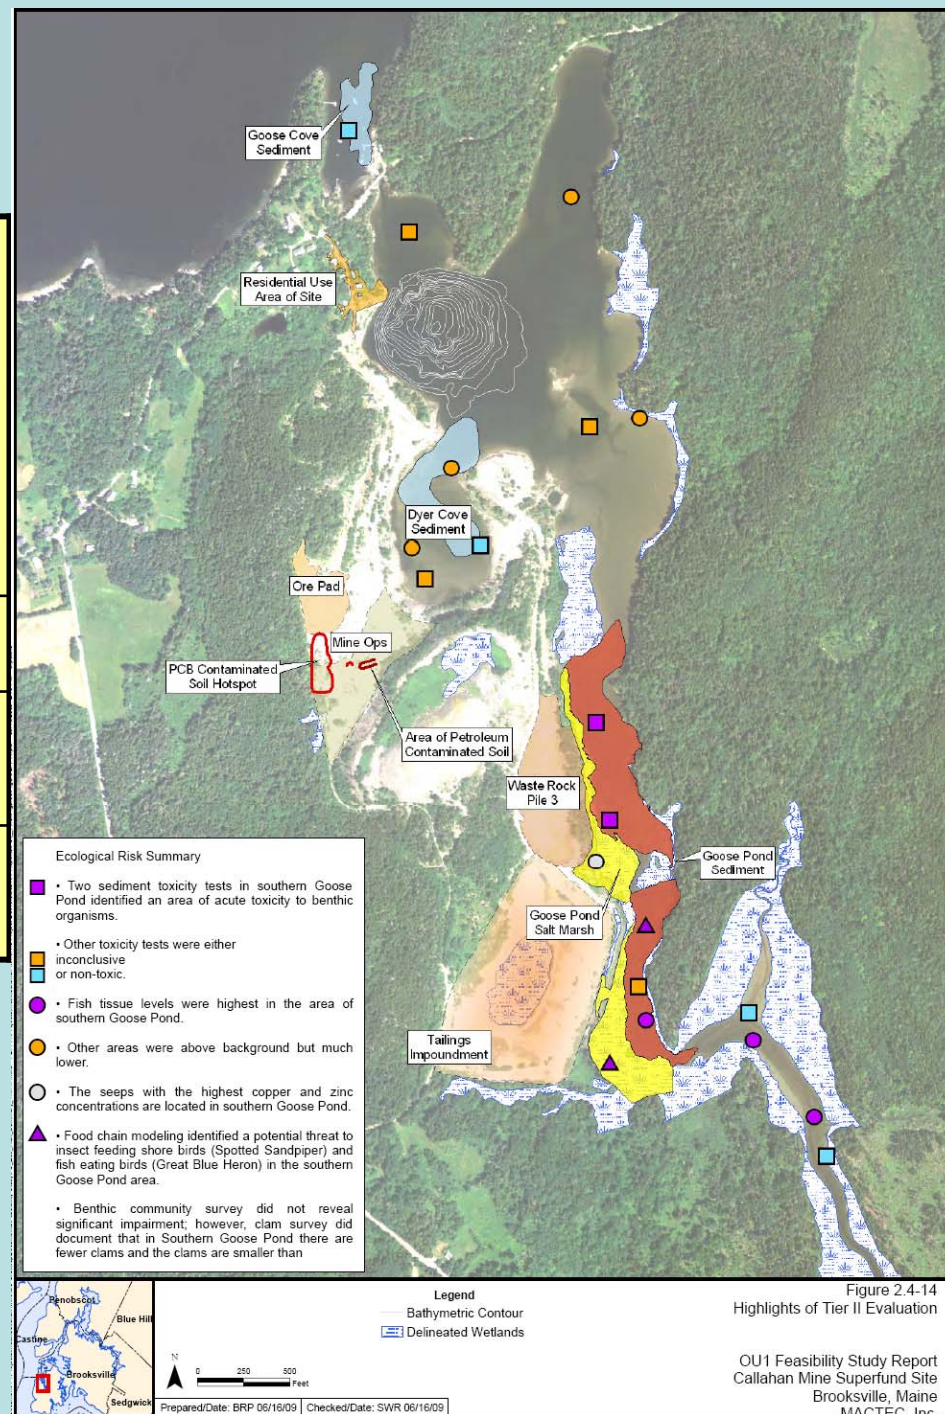 Goose Cove
Sediment
Residential Use
Area of Site
Dyer Cove
Sediment
Ore Pad
Mine Ops
PCB Contaminated
Soil Hotspot
Area of Petroleum
Contaminated Soil
Waste Rock
Pile 3
Goose Pond
Sediment
Goose Pond
Salt Marsh
Tailings
Impoundment
Ecological Risk Summary
• Two sediment toxicity tests in southern Goose
Pond identified an area of acute toxicity to benthic
organisms.
• Other toxicity tests were either
inconclusive
or non-toxic.
• Fish tissue levels were highest in the area of
southern Goose Pond.
• Other areas were above background but much
lower.
• The seeps with the highest copper and zinc
concentrations are located in southern Goose Pond.
• Food chain modeling identified a potential threat to
insect feeding shore birds (Spotted Sandpiper) and
fish eating birds (Great Blue Heron) in the southern
Goose Pond area.
• Benthic community survey did not reveal
significant impairment; however, clam survey did
document that in Southern Goose Pond there are
fewer clams and the clams are smaller than
Penobscot
Blue Hill
Castine
Brooksville
Sedgwick
Legend
Bathymetric Contour
Delineated Wetlands
N
0 250 500
Feet
Prepared/Date: BRP 06/16/09 Checked/Date: SWR 06/16/09
Figure 2.4-14
Highlights of Tier II Evaluation
OU1 Feasibility Study Report
Callahan Mine Superfund Site
Brooksville, Maine
MACTEC, Inc.